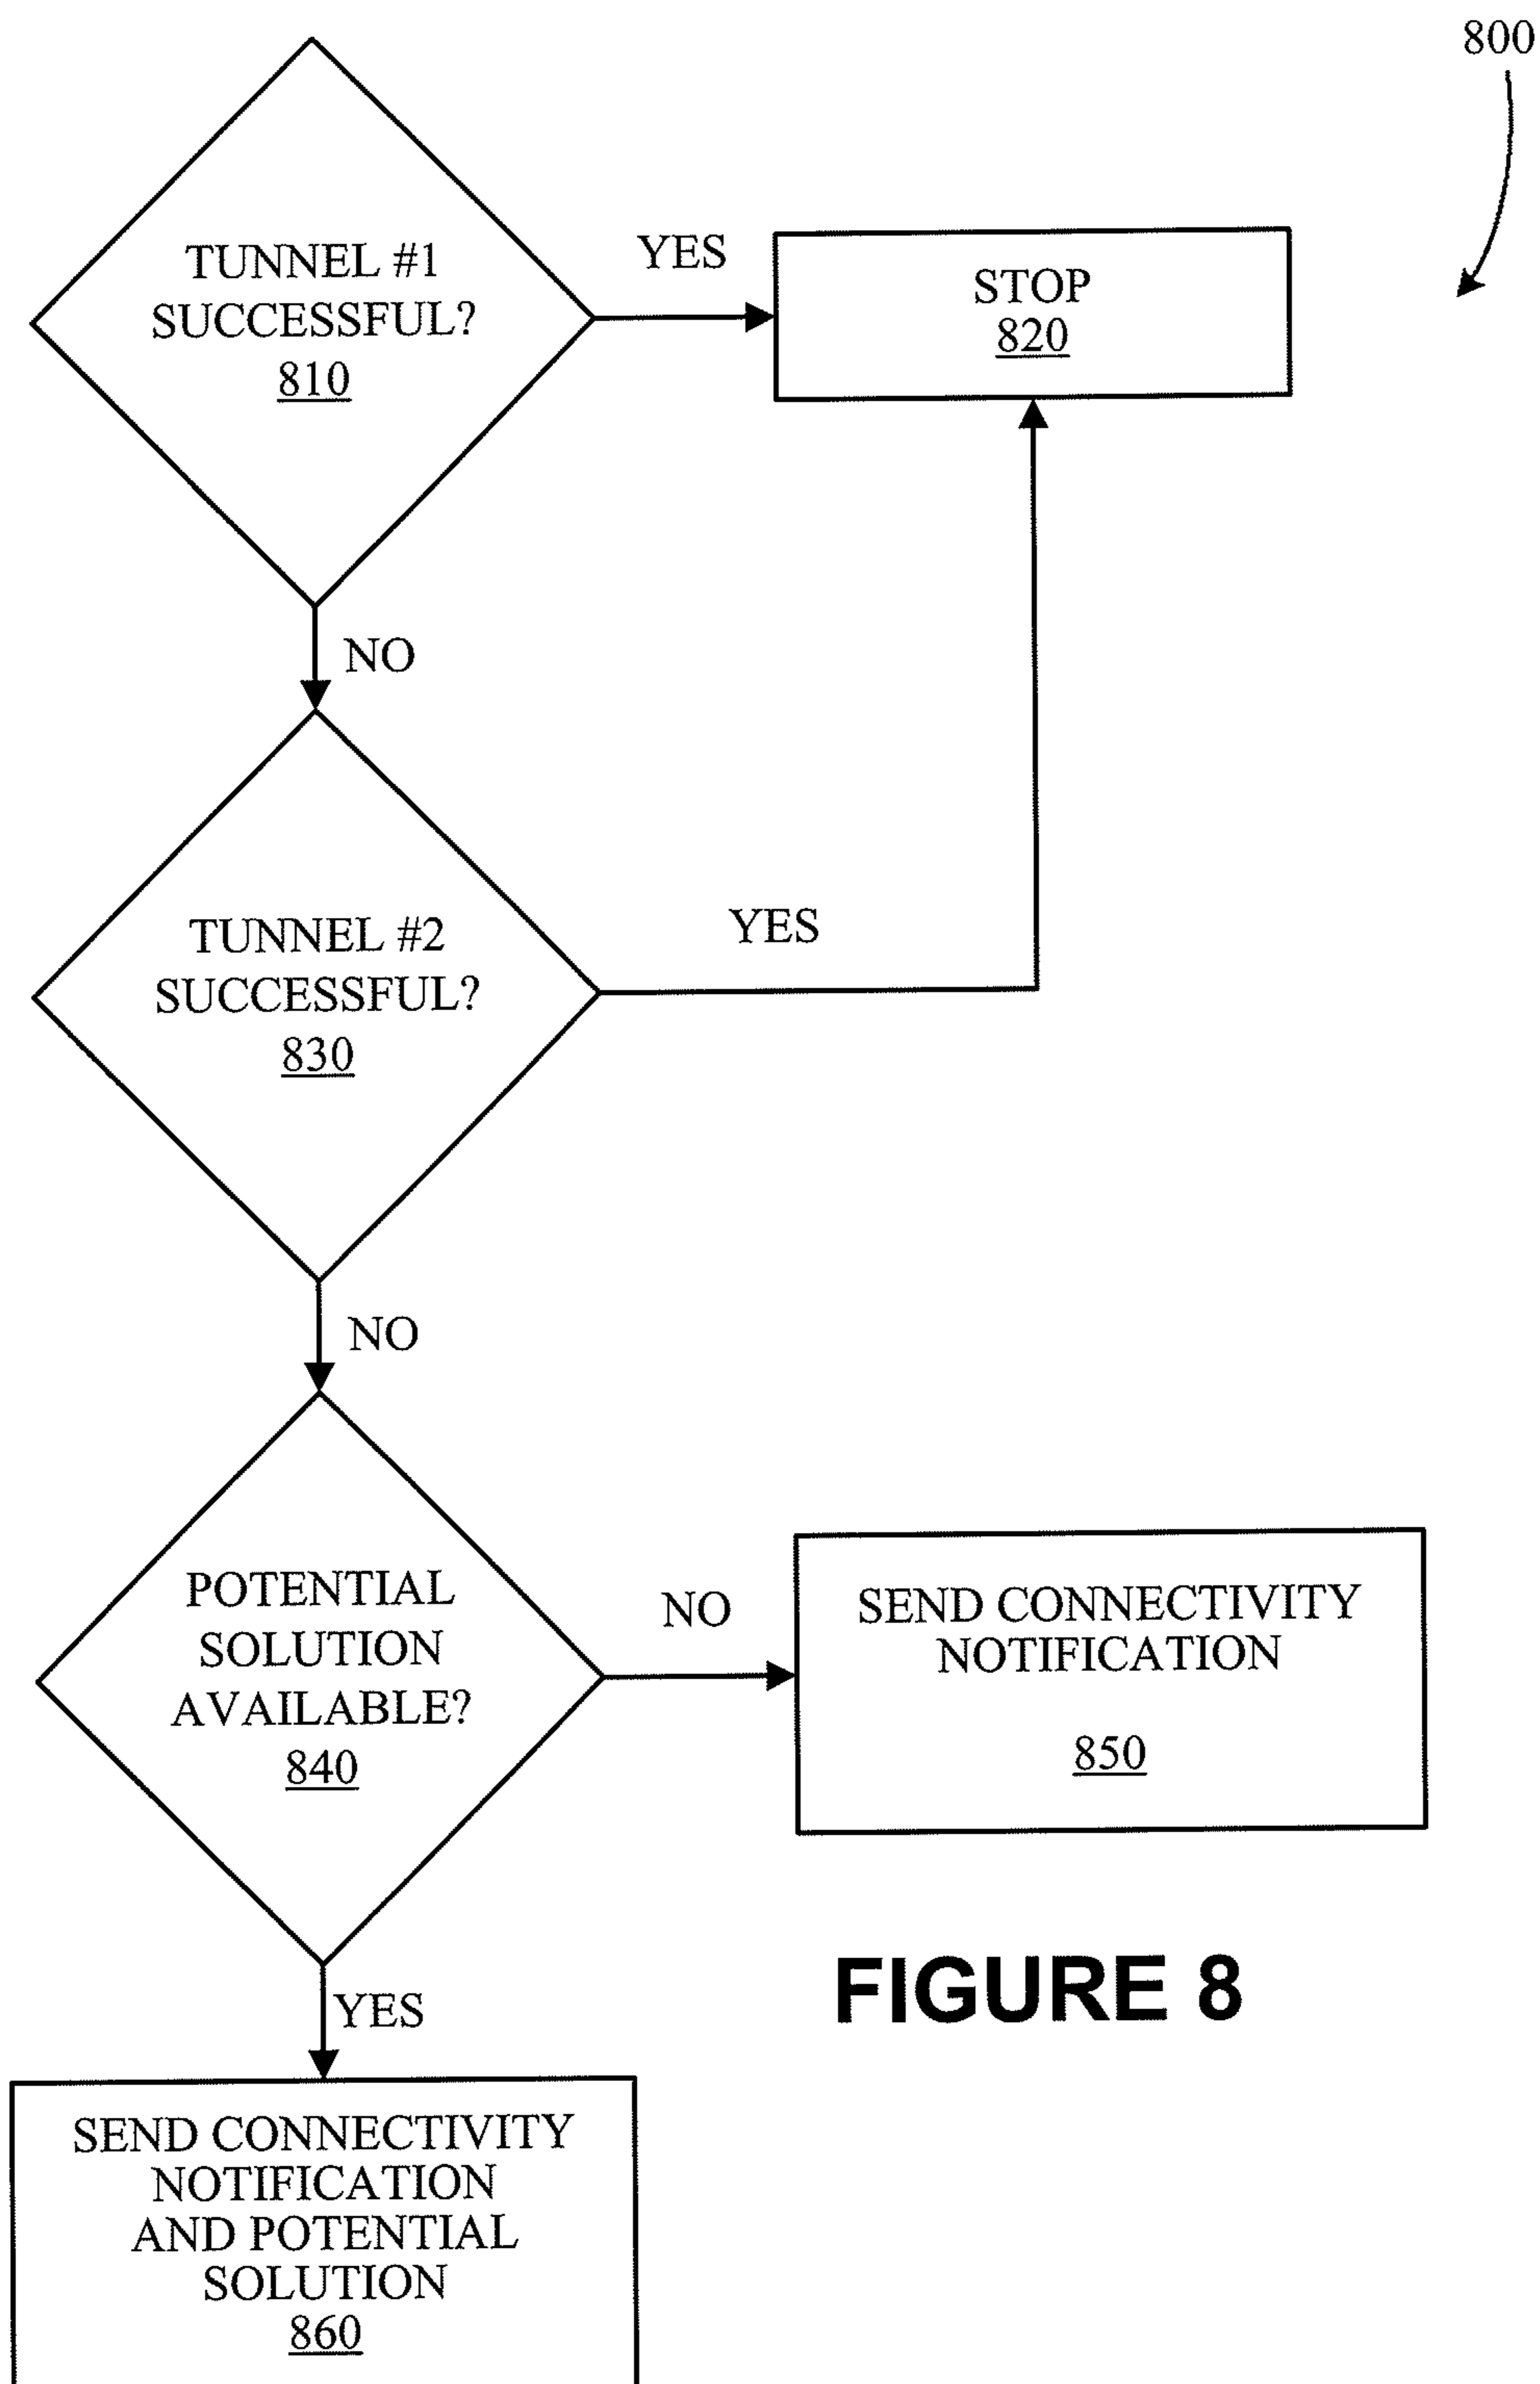 800
TUNNEL #1
SUCCESSFUL?
810
YES
STOP
820
NO
TUNNEL #2
SUCCESSFUL?
830
YES
NO
POTENTIAL
SOLUTION
AVAILABLE?
840
NO
SEND CONNECTIVITY
NOTIFICATION
850
YES
FIGURE 8
SEND CONNECTIVITY
NOTIFICATION
AND POTENTIAL
SOLUTION
860